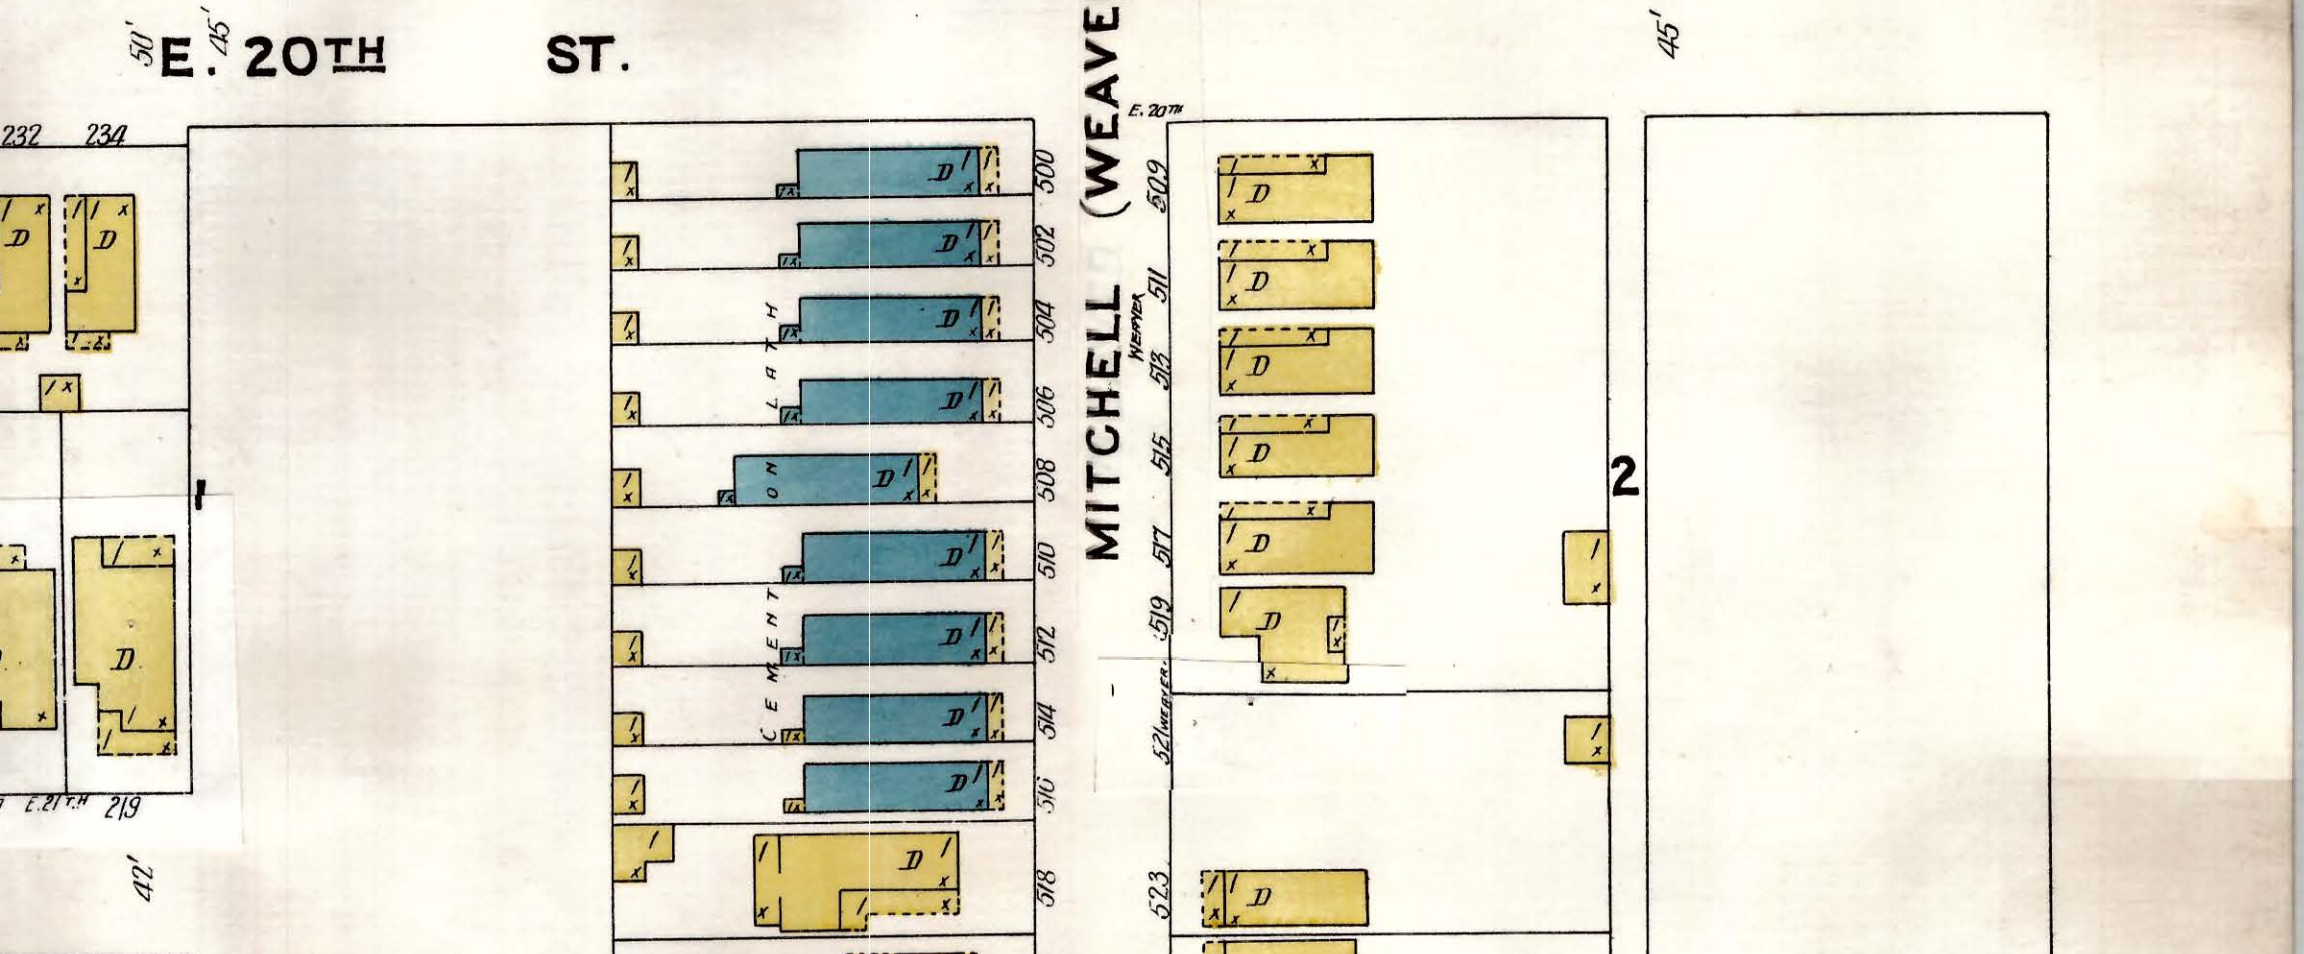 50'
45'
E. 20TH ST.
45'
MITCHELL (WEAVE
WEAVER
E. 20TH
232 234
D
D
D
1
E. 21TH 219
42'
CEMENT ON LATH
D 500
D 502
D 504
D 506
D 508
D 510
D 512
D 514
D 516
D 518
509 D
511 D
513 D
515 D
517 D
519 D
521 WEAVER.
523 D
2